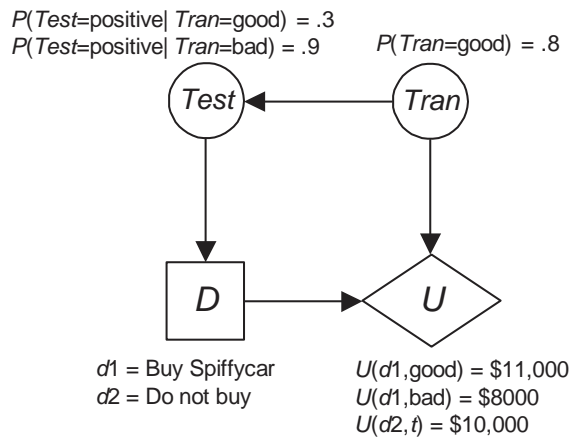 P(Test=positive| Tran=good) = .3
P(Test=positive| Tran=bad) = .9
P(Tran=good) = .8
Test
Tran
D
U
d1 = Buy Spiffycar
d2 = Do not buy
U(d1,good) = $11,000
U(d1,bad) = $8000
U(d2,t) = $10,000